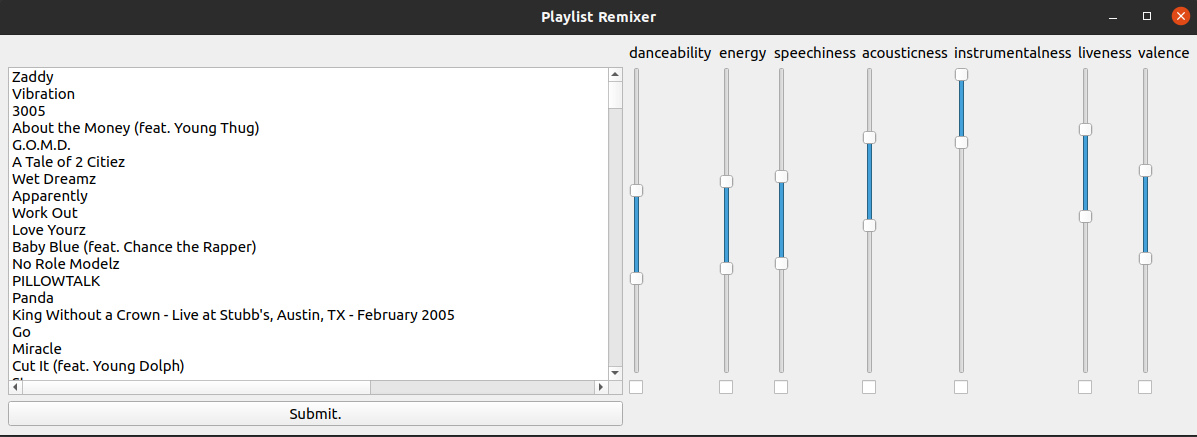 Playlist Remixer
danceability energy speechiness acousticness instrumentalness liveness valence
Zaddy
Vibration
3005
About the Money (feat. Young Thug)
G.O.M.D.
A Tale of 2 Citiez
Wet Dreamz
Apparently
Work Out
Love Yourz
Baby Blue (feat. Chance the Rapper)
No Role Modelz
PILLOWTALK
Panda
King Without a Crown - Live at Stubb's, Austin, TX - February 2005
Go
Miracle
Cut It (feat. Young Dolph)
Submit.